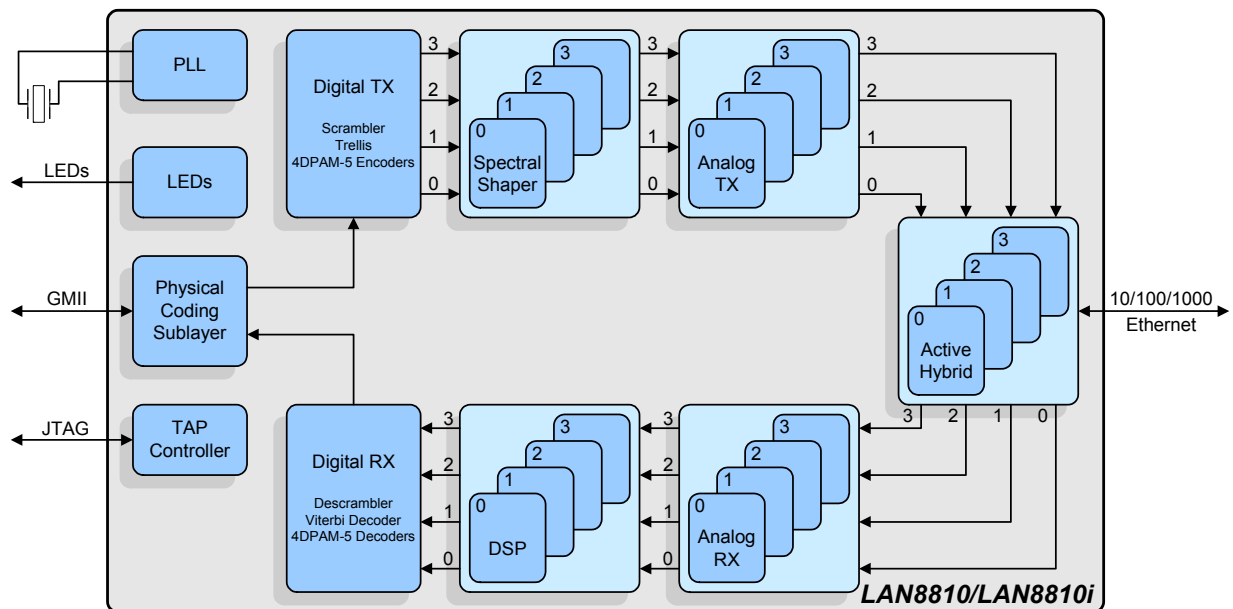 PLL
LEDs
LEDs
GMII
Physical
Coding
Sublayer
JTAG
TAP
Controller
Digital TX
Scrambler
Trellis
4DPAM-5 Encoders
3
2
1
0
3
2
1
0
Spectral
Shaper
3
2
1
0
3
2
1
0
Analog
TX
3
2
1
0
3
2
1
0
Active
Hybrid
10/100/1000
Ethernet
3
2
1
0
Digital RX
Descrambler
Viterbi Decoder
4DPAM-5 Decoders
3
2
1
0
3
2
1
0
DSP
3
2
1
0
3
2
1
0
Analog
RX
LAN8810/LAN8810i